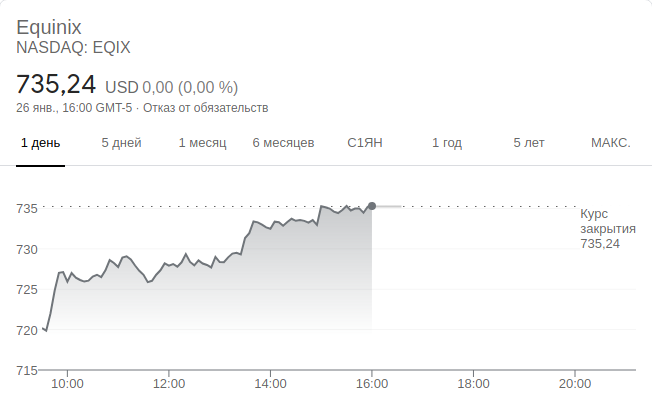 Equinix
NASDAQ: EQIX
735,24 USD 0,00 (0,00 %)
26 янв., 16:00 GMT-5 · Отказ от обязательств
1 день 5 дней 1 месяц 6 месяцев С1ЯН 1 год 5 лет МАКС.
735
Курс
закрытия
735,24
730
725
720
715
10:00 12:00 14:00 16:00 18:00 20:00